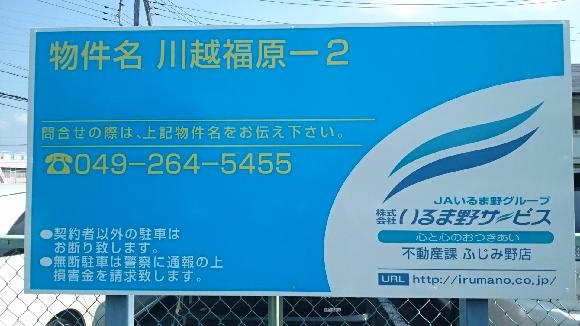 物件名 川越福原ー2
問合せの際は、上記物件名をお伝え下さい。
☎049-264-5455
●契約者以外の駐車は
お断り致します。
●無断駐車は警察に通報の上
損害金を請求致します。
JAいるま野グループ
株式会社 いるま野サービス
心と心のおつきあい
不動産課 ふじみ野店
URL http://irumano.co.jp/